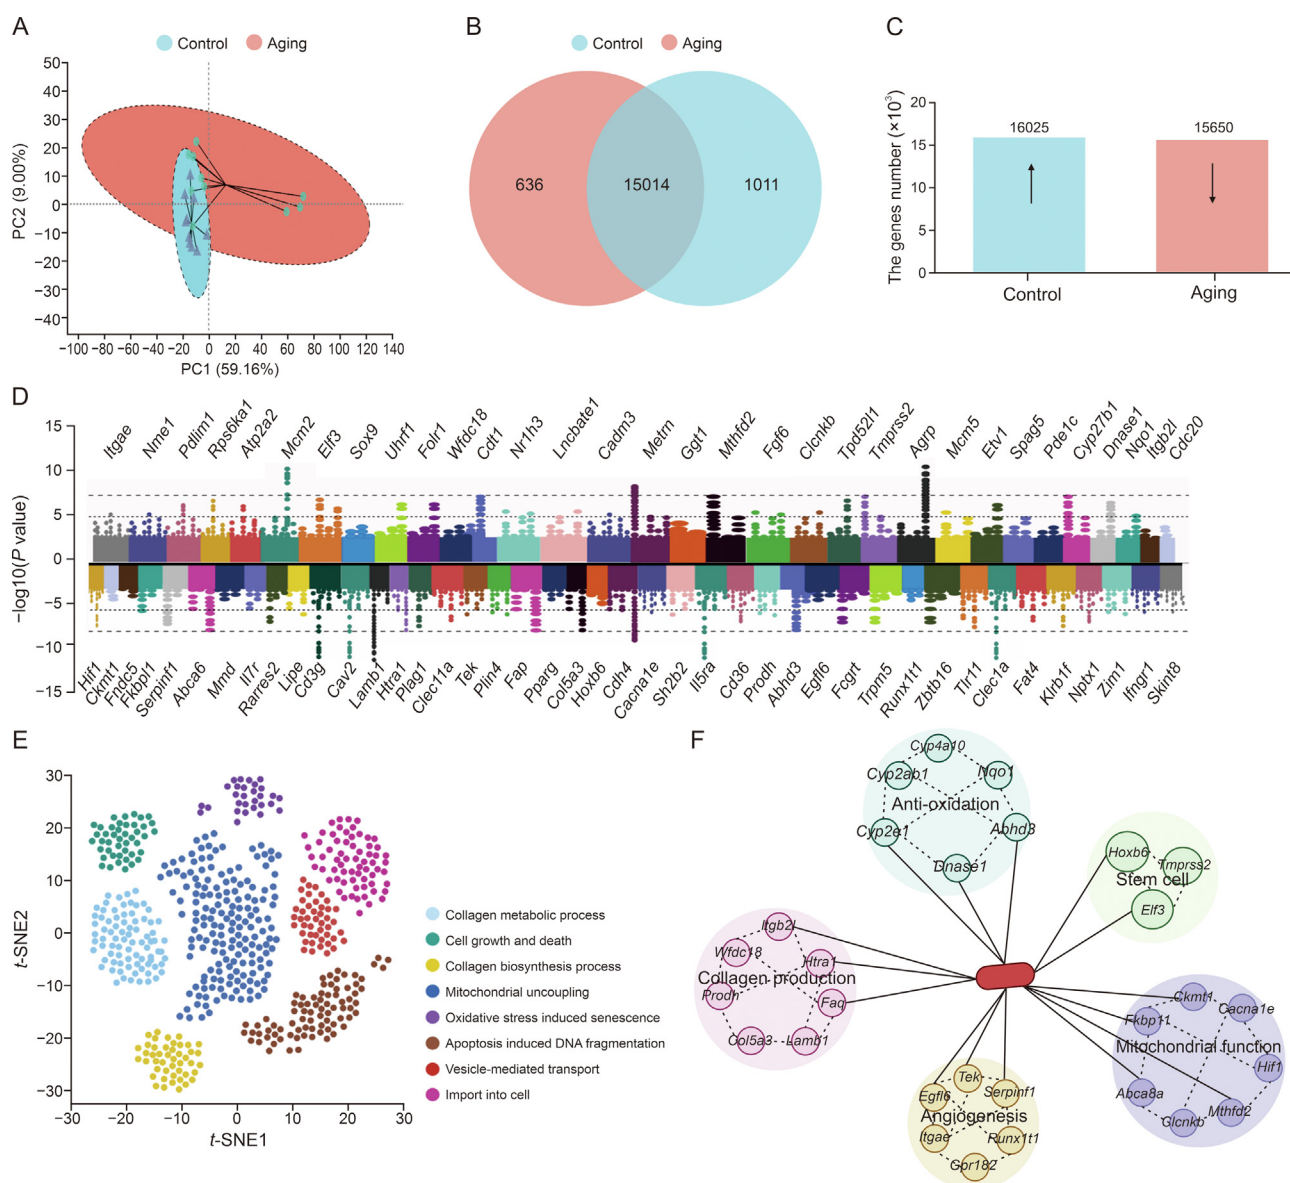 A
Control
Aging
PC2 (9.00%)
50
40
30
20
10
0
−10
−20
−30
−40
−100 −80 −60 −40 −20 0 20 40 60 80 100 120 140
PC1 (59.16%)
B
Control
Aging
636
15014
1011
C
The genes number (×10³)
20
15
10
5
0
16025
15650
Control
Aging
D
−log10(P value)
15
10
5
0
−5
−10
−15
Itgae
Nme1
Pdlim1
Rps6ka1
Atp2a2
Mcm2
Elf3
Sox9
Uhrf1
Folr1
Wfdc18
Cdt1
Nr1h3
Lncbate1
Cadm3
Metrn
Ggt1
Mthfd2
Fgf6
Clcnkb
Tpd52l1
Tmprss2
Agrp
Mcm5
Etv1
Spag5
Pde1c
Cyp27b1
Dnase1
Nqo1
Itgb2l
Cdc20
Hif1
Ckmt1
Fndc5
Fkbpl1
Serpinf1
Abca6
Mmd
Il7r
Rarres2
Lipe
Cd3g
Cav2
Lamb1
Htra1
Plag1
Clec11a
Tek
Plin4
Fap
Pparg
Col5a3
Hoxb6
Cdh4
Cacna1e
Sh2b2
Il5ra
Cd36
Prodh
Abhd3
Egfl6
Fcgrt
Trpm5
Runx1t1
Zbtb16
Tlr11
Clec1a
Fat4
Klrb1f
Nptx1
Zim1
Ifngr1
Skint8
E
t-SNE2
30
20
10
0
−10
−20
−30
−30 −20 −10 0 10 20 30
t-SNE1
Collagen metabolic process
Cell growth and death
Collagen biosynthesis process
Mitochondrial uncoupling
Oxidative stress induced senescence
Apoptosis induced DNA fragmentation
Vesicle-mediated transport
Import into cell
F
Cyp4a10
Cyp2ab1
Nqo1
Anti-oxidation
Cyp2e1
Abhd3
Dnase1
Hoxb6
Tmprss2
Stem cell
Elf3
Itgb2l
Wfdc18
Htra1
Collagen production
Prodh
Faq
Col5a3
Lamb1
Ckmt1
Cacna1e
Fkbp11
Mitochondrial function
Hif1
Abca8a
Mthfd2
Glcnkb
Tek
Egfl6
Serpinf1
Angiogenesis
Itgae
Runx1t1
Gpr182